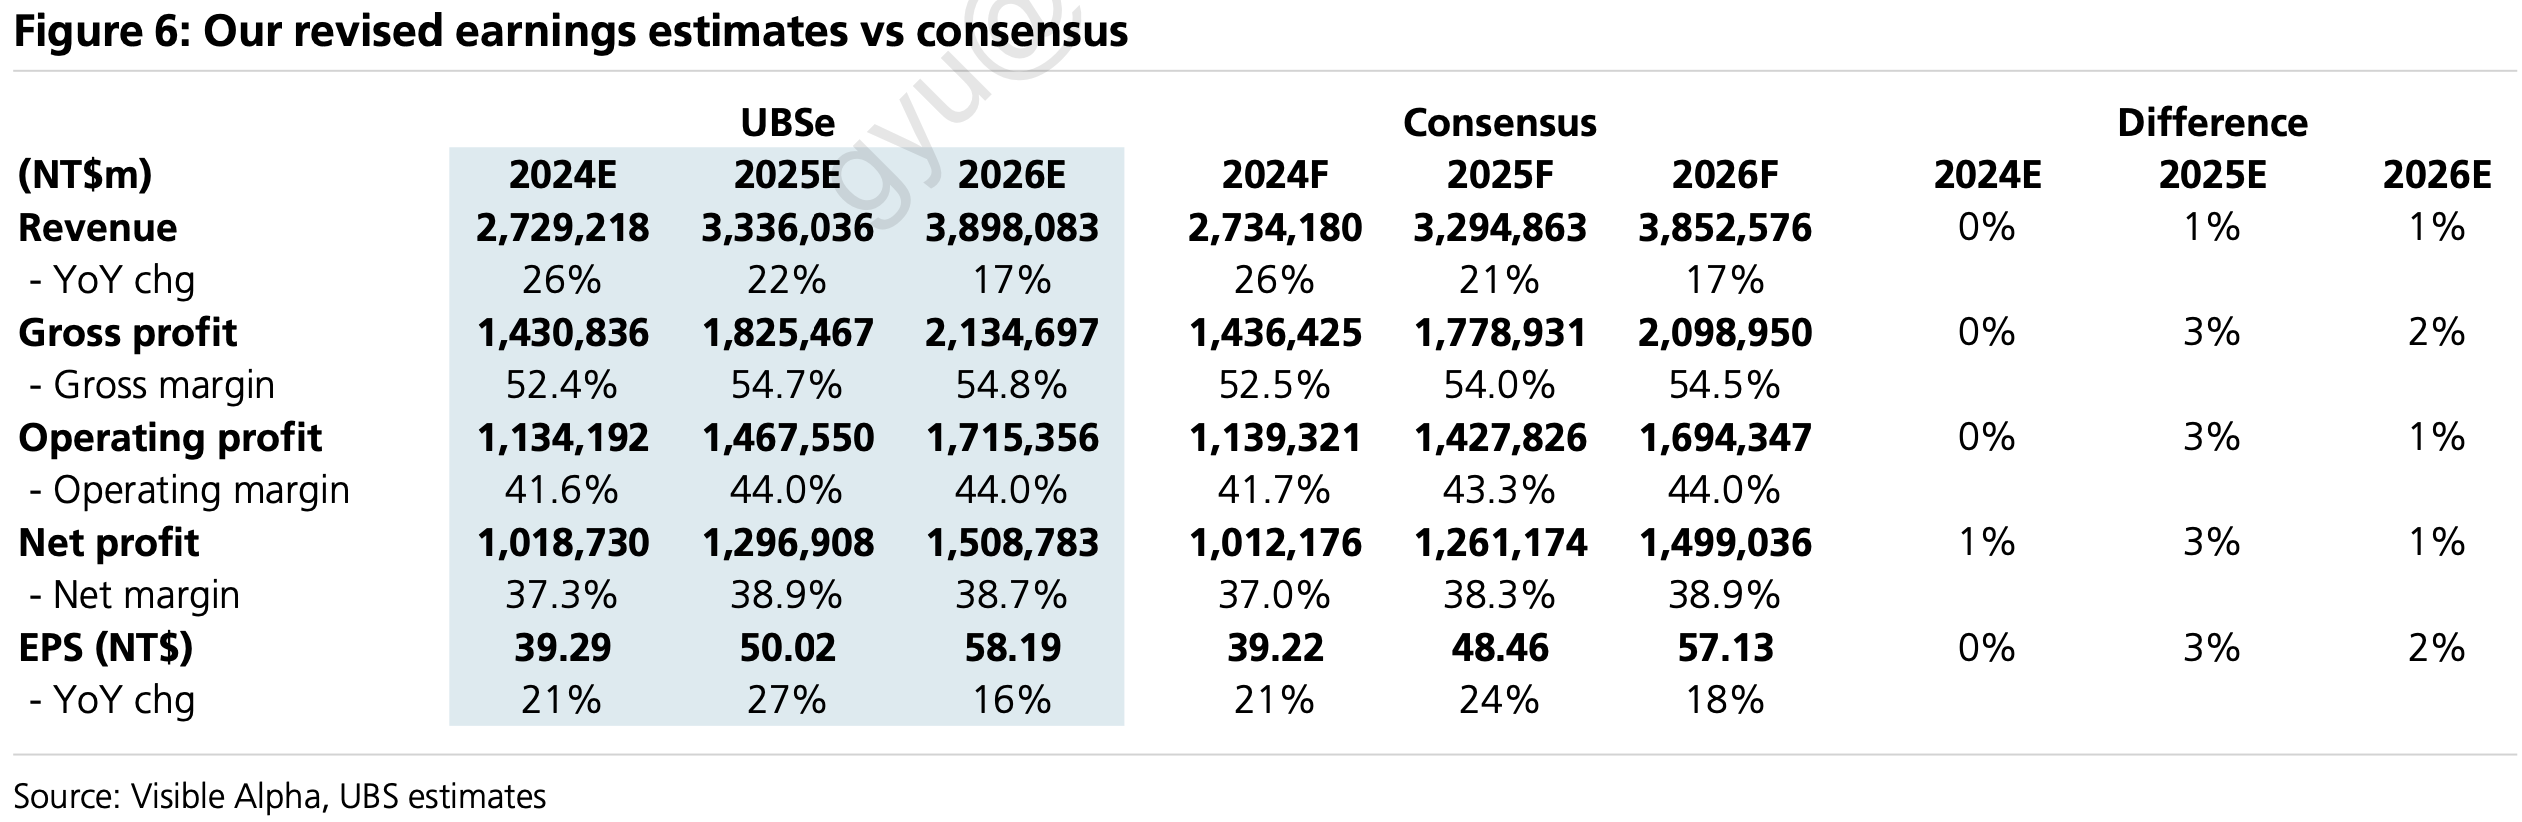 Figure 6: Our revised earnings estimates vs consensus
gyu@
UBSe Consensus Difference
(NT$m) 2024E 2025E 2026E 2024F 2025F 2026F 2024E 2025E 2026E
Revenue 2,729,218 3,336,036 3,898,083 2,734,180 3,294,863 3,852,576 0% 1% 1%
- YoY chg 26% 22% 17% 26% 21% 17%
Gross profit 1,430,836 1,825,467 2,134,697 1,436,425 1,778,931 2,098,950 0% 3% 2%
- Gross margin 52.4% 54.7% 54.8% 52.5% 54.0% 54.5%
Operating profit 1,134,192 1,467,550 1,715,356 1,139,321 1,427,826 1,694,347 0% 3% 1%
- Operating margin 41.6% 44.0% 44.0% 41.7% 43.3% 44.0%
Net profit 1,018,730 1,296,908 1,508,783 1,012,176 1,261,174 1,499,036 1% 3% 1%
- Net margin 37.3% 38.9% 38.7% 37.0% 38.3% 38.9%
EPS (NT$) 39.29 50.02 58.19 39.22 48.46 57.13 0% 3% 2%
- YoY chg 21% 27% 16% 21% 24% 18%
Source: Visible Alpha, UBS estimates